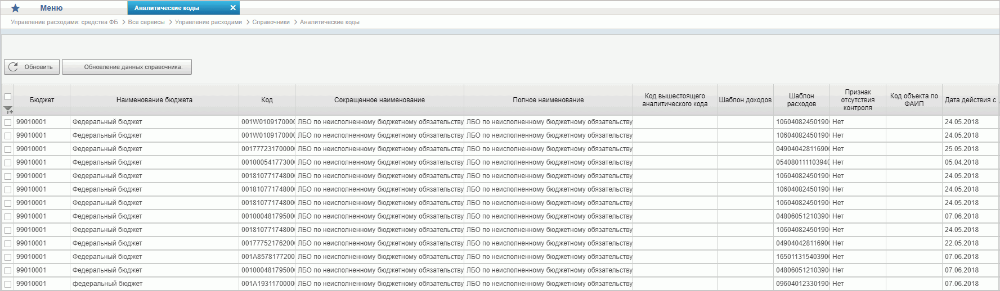 Меню Аналитические коды
Управление расходами: средства ФБ Все сервисы Управление расходами Справочники Аналитические коды
Обновить Обновление данных справочника.
Бюджет Наименование бюджета Код Сокращенное наименование Полное наименование Код вышестоящего аналитического кода Шаблон доходов Шаблон расходов Признак отсутствия контроля Код объекта по ФАИП Дата действия с
99010001 Федеральный бюджет 001W0109170000 ЛБО по неисполненному бюджетному обязательству ЛБО по неисполненному бюджетному обязательству 106040824501900 Нет 24.05.2018
99010001 Федеральный бюджет 001W0109170000 ЛБО по неисполненному бюджетному обязательству ЛБО по неисполненному бюджетному обязательству 106040824501900 Нет 24.05.2018
99010001 Федеральный бюджет 00177723170000 ЛБО по неисполненному бюджетному обязательству ЛБО по неисполненному бюджетному обязательству 049040428116900 Нет 25.05.2018
99010001 Федеральный бюджет 00100054177300 ЛБО по неисполненному бюджетному обязательству ЛБО по неисполненному бюджетному обязательству 054080111103940 Нет 05.04.2018
99010001 Федеральный бюджет 00181077174800 ЛБО по неисполненному бюджетному обязательству ЛБО по неисполненному бюджетному обязательству 106040824501900 Нет 24.05.2018
99010001 Федеральный бюджет 00181077174800 ЛБО по неисполненному бюджетному обязательству ЛБО по неисполненному бюджетному обязательству 106040824501900 Нет 24.05.2018
99010001 Федеральный бюджет 00181077174800 ЛБО по неисполненному бюджетному обязательству ЛБО по неисполненному бюджетному обязательству 106040824501900 Нет 24.05.2018
99010001 Федеральный бюджет 00100048179500 ЛБО по неисполненному бюджетному обязательству ЛБО по неисполненному бюджетному обязательству 048060512103900 Нет 07.06.2018
99010001 Федеральный бюджет 00181077174800 ЛБО по неисполненному бюджетному обязательству ЛБО по неисполненному бюджетному обязательству 106040824501900 Нет 24.05.2018
99010001 Федеральный бюджет 00177752176200 ЛБО по неисполненному бюджетному обязательству ЛБО по неисполненному бюджетному обязательству 049040428116900 Нет 22.05.2018
99010001 Федеральный бюджет 001A8578177200 ЛБО по неисполненному бюджетному обязательству ЛБО по неисполненному бюджетному обязательству 165011315403900 Нет 07.06.2018
99010001 Федеральный бюджет 00100048179500 ЛБО по неисполненному бюджетному обязательству ЛБО по неисполненному бюджетному обязательству 048060512103900 Нет 07.06.2018
99010001 федеральный бюджет 001A1931170000 ЛБО по неисполненному бюджетному обязательству ЛБО по неисполненному бюджетному обязательству 096040123301900 Нет 07.06.2018